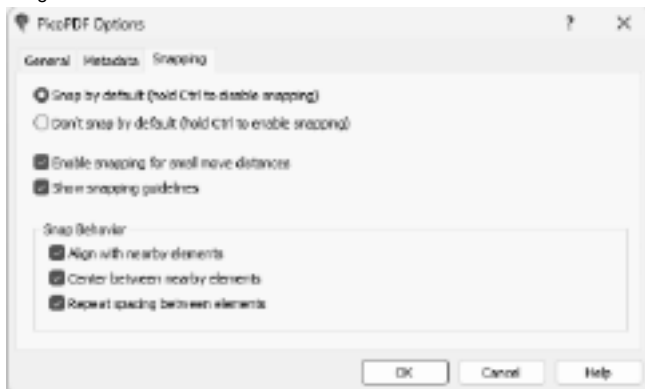 PicoPDF Options
General Metadata Snapping
Snap by default (hold Ctrl to disable snapping)
Don't snap by default (hold Ctrl to enable snapping)
Enable snapping for small move distances
Show snapping guidelines
Snap Behavior
Align with nearby elements
Center between nearby elements
Repeat spacing between elements
OK Cancel Help